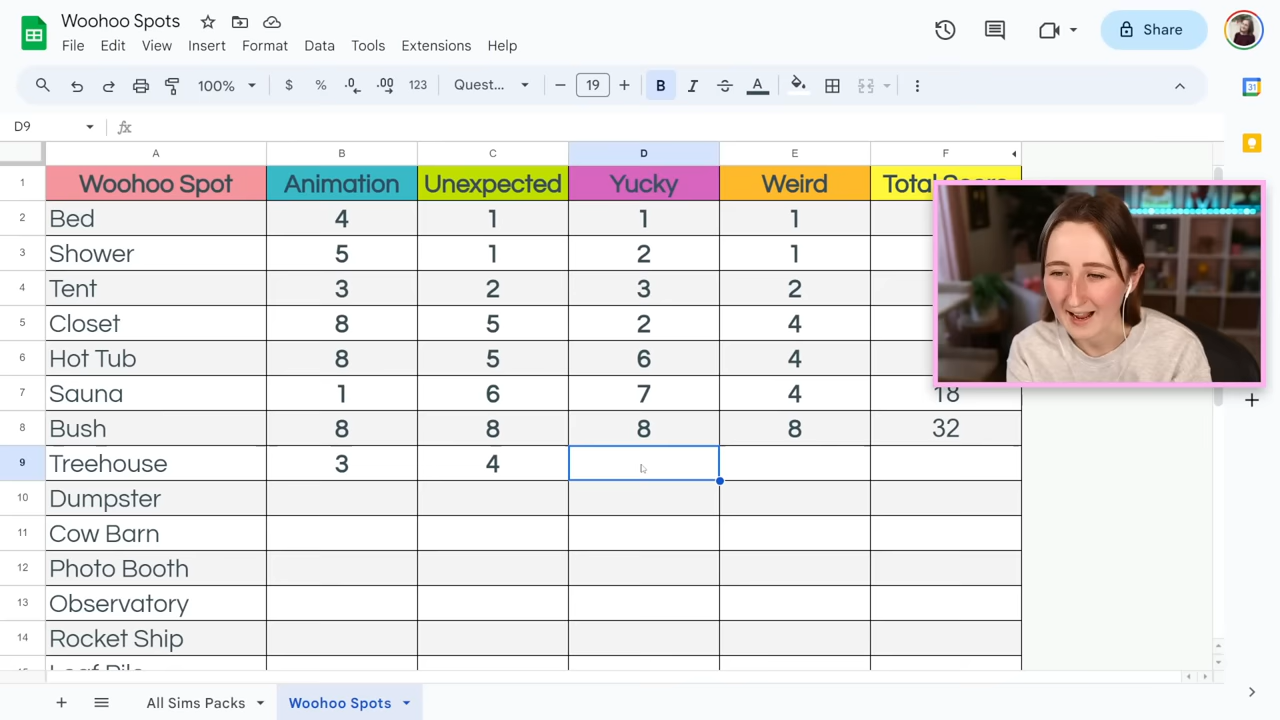 Woohoo Spots
File Edit View Insert Format Data Tools Extensions Help
Share
100% $ % .0 .00 123 Quest... 19 B I A
31
D9 fx
A B C D E F
1 Woohoo Spot Animation Unexpected Yucky Weird Total
2 Bed 4 1 1 1
3 Shower 5 1 2 1
4 Tent 3 2 3 2
5 Closet 8 5 2 4
6 Hot Tub 8 5 6 4
7 Sauna 1 6 7 4 18
8 Bush 8 8 8 8 32
9 Treehouse 3 4
10 Dumpster
11 Cow Barn
12 Photo Booth
13 Observatory
14 Rocket Ship
All Sims Packs Woohoo Spots